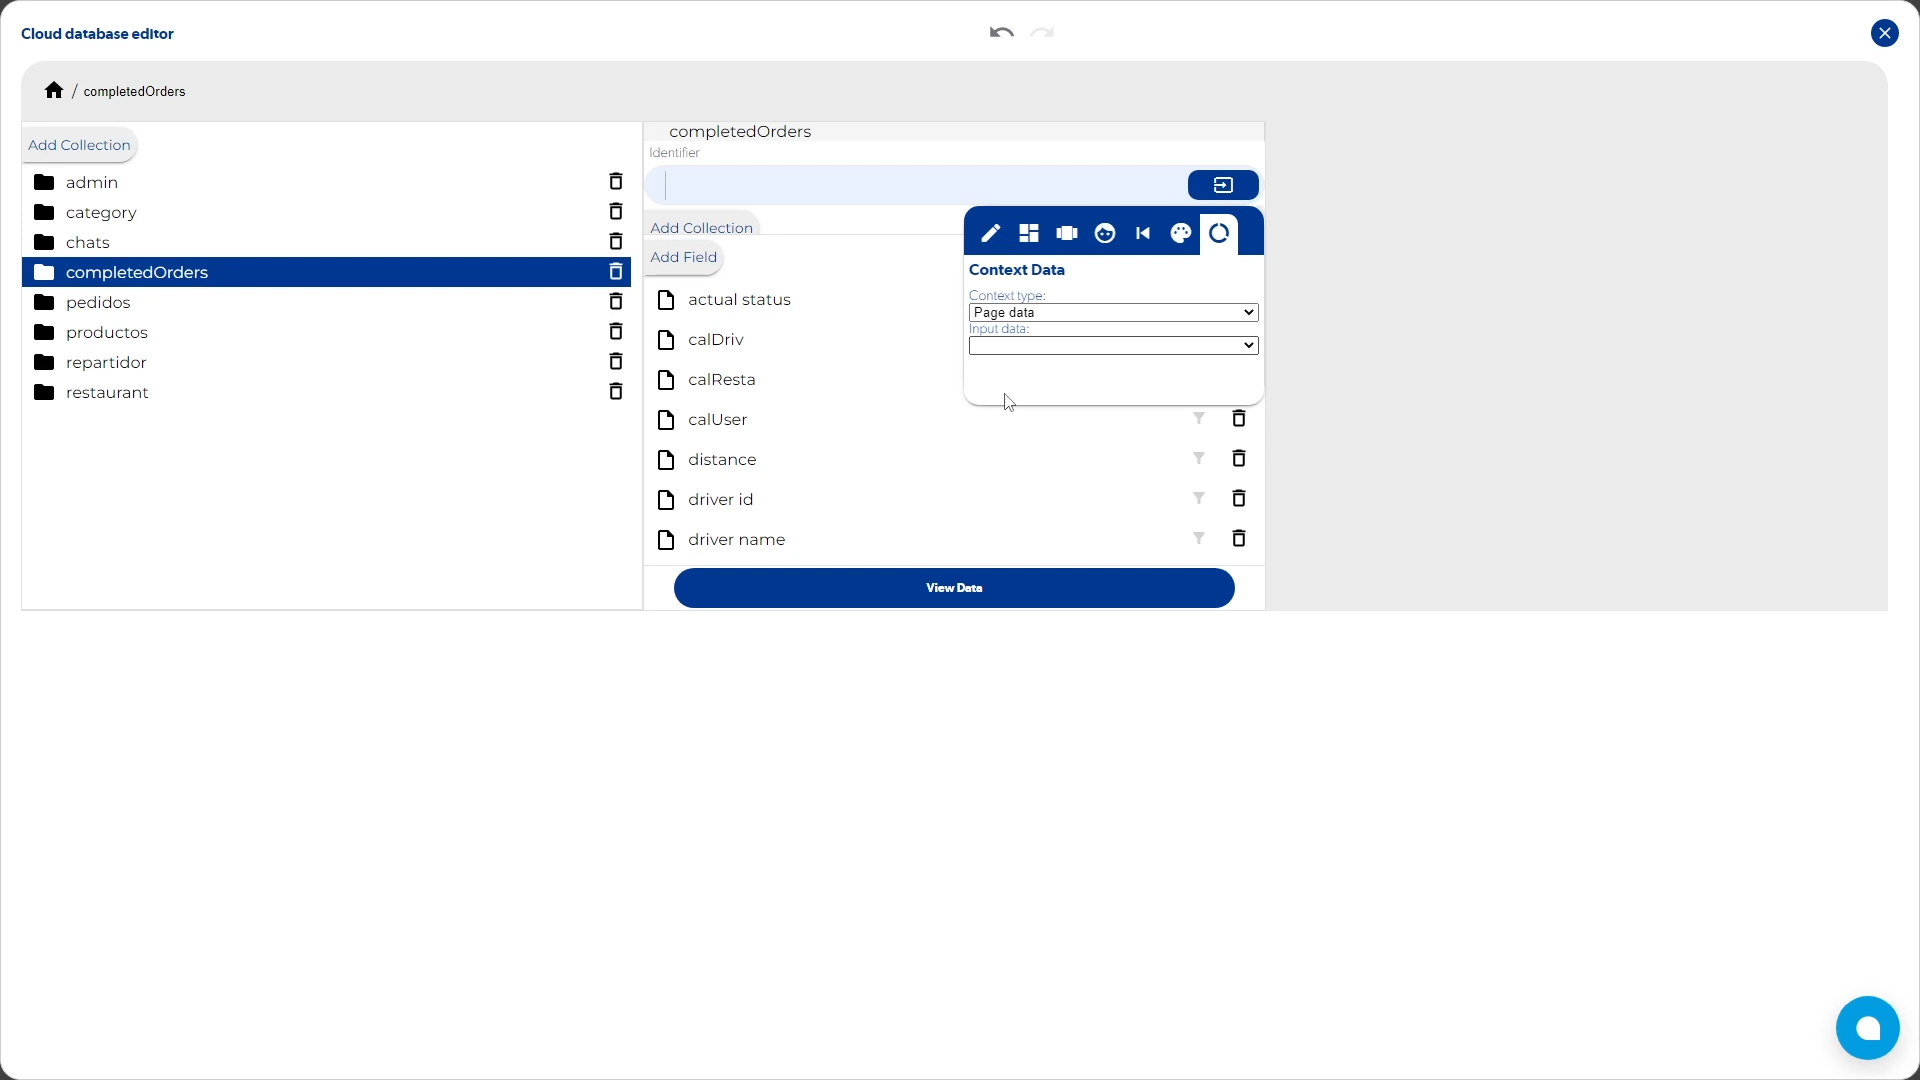 Cloud database editor
/ completedOrders
Add Collection
admin
category
chats
completedOrders
pedidos
productos
repartidor
restaurant
completedOrders
Identifier
Add Collection
Add Field
actual status
calDriv
calResta
calUser
distance
driver id
driver name
View Data
Context Data
Context type:
Page data
Input data: